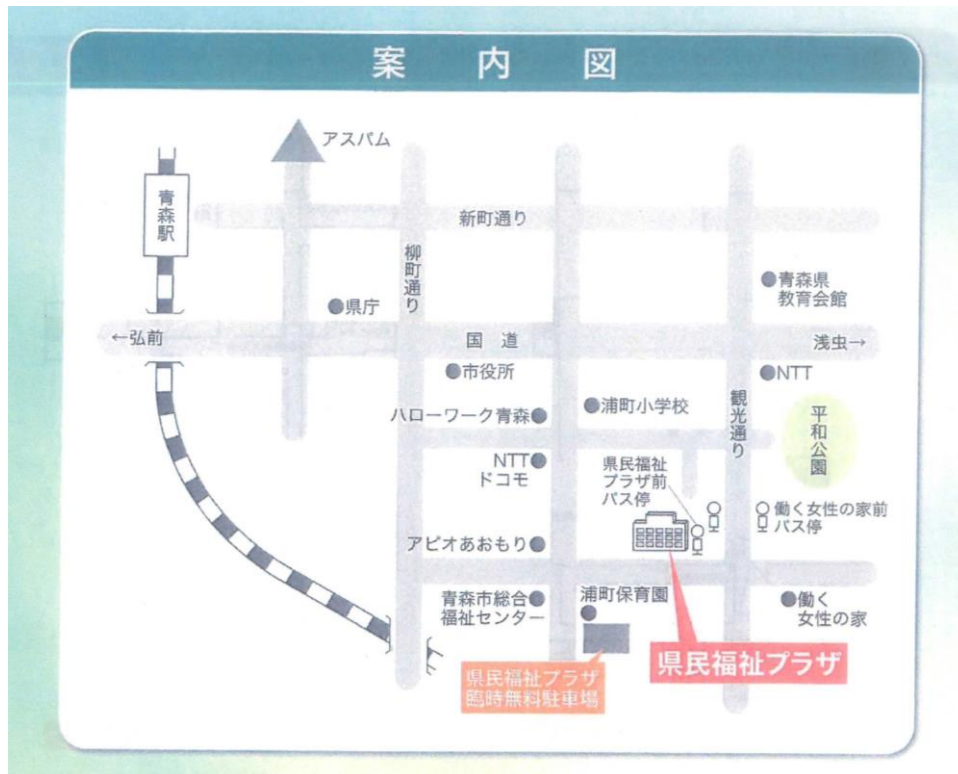 案内図
アスパム
青森駅
新町通り
柳町通り
青森県
教育会館
県庁
←弘前
国道
浅虫→
市役所
NTT
ハローワーク青森
浦町小学校
観光通り
平和公園
NTT
ドコモ
県民福祉
プラザ前
バス停
働く女性の家前
バス停
アピオあおもり
青森市総合
福祉センター
浦町保育園
働く
女性の家
県民福祉プラザ
県民福祉プラザ
臨時無料駐車場